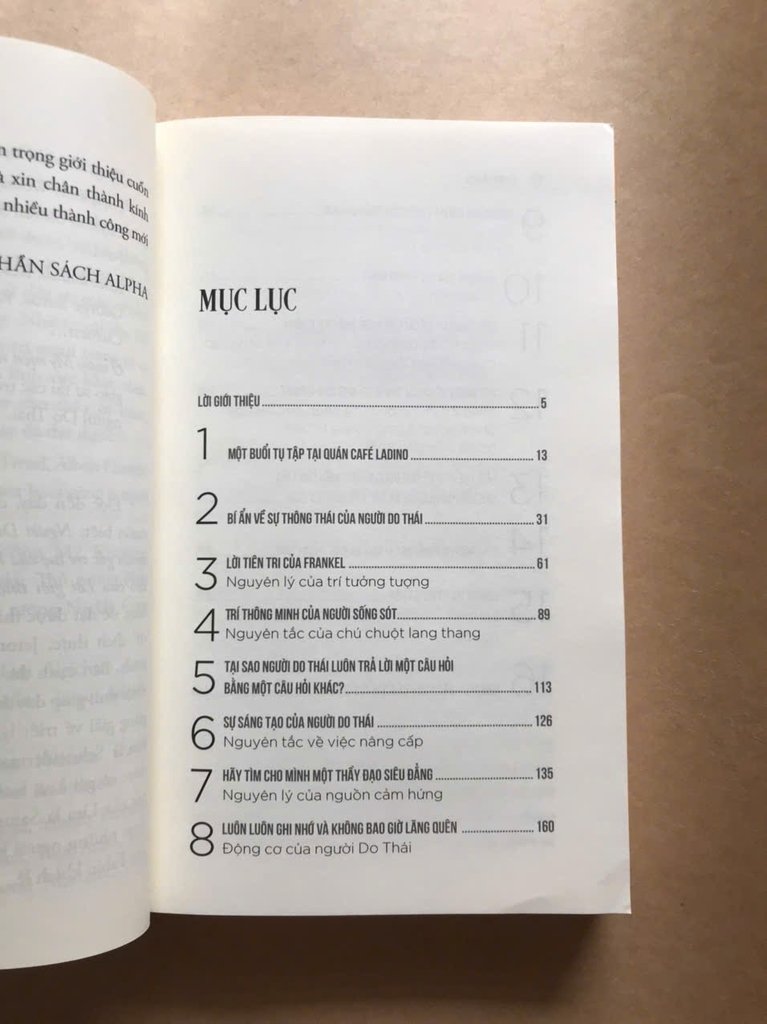 trọng giới thiệu cuốn
xin chân thành kính
nhiều thành công mới
SÁCH ALPHA
MỤC LỤC
LỜI GIỚI THIỆU 5
1 MỘT BUỔI TỤ TẬP TẠI QUÁN CAFÉ LADINO 13
2 BÍ ẨN VỀ SỰ THÔNG THÁI CỦA NGƯỜI DO THÁI 31
3 LỜI TIÊN TRI CỦA FRANKEL 61
Nguyên lý của trí tưởng tượng
4 TRÍ THÔNG MINH CỦA NGƯỜI SỐNG SÓT 89
Nguyên tắc của chú chuột lang thang
5 TẠI SAO NGƯỜI DO THÁI LUÔN TRẢ LỜI MỘT CÂU HỎI
BẰNG MỘT CÂU HỎI KHÁC? 113
6 SỰ SÁNG TẠO CỦA NGƯỜI DO THÁI 126
Nguyên tắc về việc nâng cấp
7 HÃY TÌM CHO MÌNH MỘT THẦY ĐẠO SIÊU ĐẲNG 135
Nguyên lý của nguồn cảm hứng
8 LUÔN LUÔN GHI NHỚ VÀ KHÔNG BAO GIỜ LÃNG QUÊN 160
Động cơ của người Do Thái